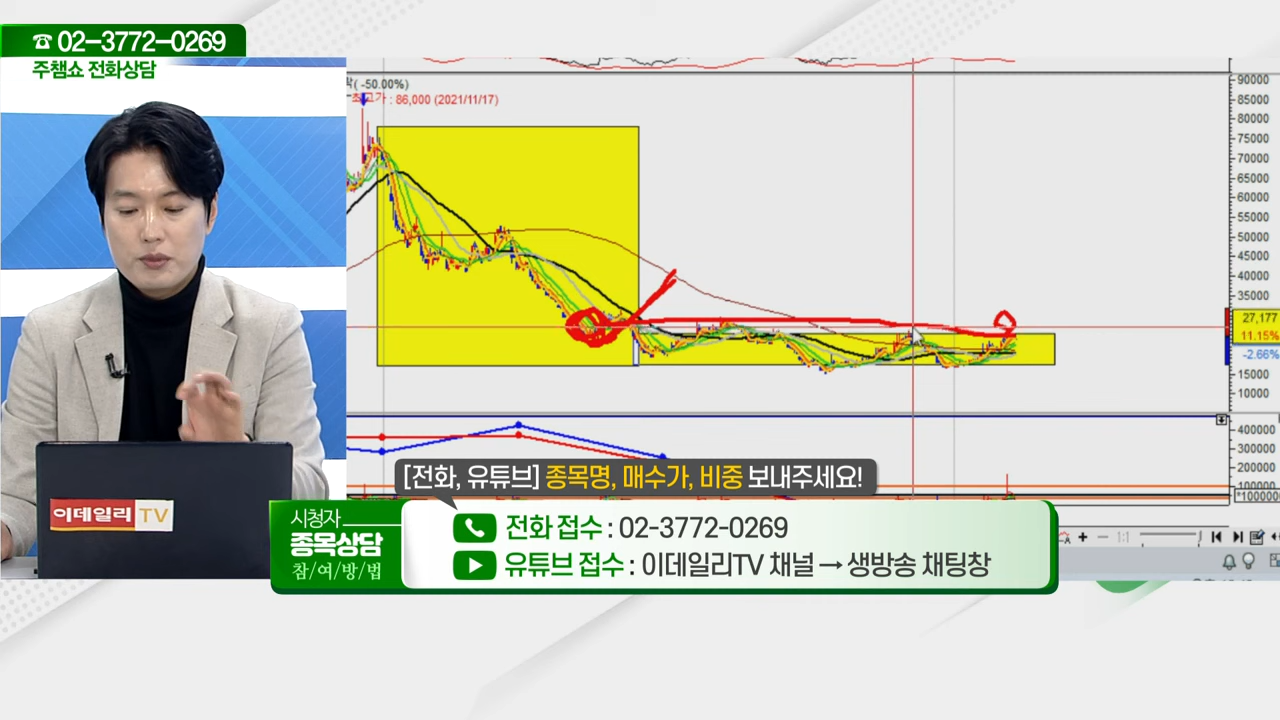 ☎ 02-3772-0269
주챔쇼 전화상담
( -50.00%)
최고가 : 86,000 (2021/11/17)
90000
85000
80000
75000
70000
65000
60000
55000
50000
45000
40000
35000
27,177
11.15%
-2.66%
15000
10000
400000
300000
200000
100000
*100000
1:1
이데일리 TV
[전화, 유튜브] 종목명, 매수가, 비중 보내주세요!
시청자
종목상담
참/여/방/법
전화 접수 : 02-3772-0269
유튜브 접수 : 이데일리TV 채널 → 생방송 채팅창